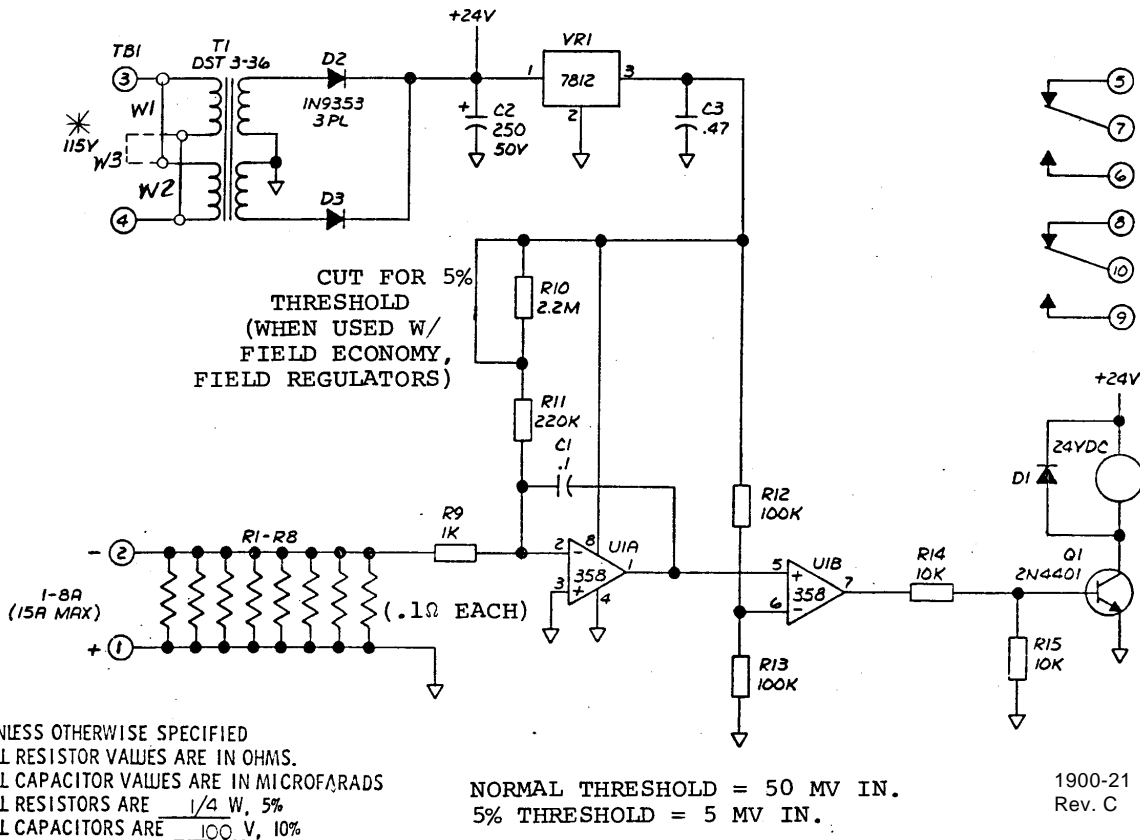 +24V
TB1
T1
DST 3-36
D2
1N9353
3 PL
VR1
7812
1
3
2
+
C2
250
50V
C3
.47
3
W1
115V
W3
W2
4
D3
5
7
6
8
10
9
CUT FOR 5%
THRESHOLD
(WHEN USED W/
FIELD ECONOMY,
FIELD REGULATORS)
R10
2.2M
R11
220K
C1
.1
+24V
24VDC
D1
R9
1K
R12
100K
- 2
R1-R8
2
-
8
U1A
358
1
3
+
4
1-8A
(15A MAX)
(.1Ω EACH)
5
+
U1B
358
7
6
-
R14
10K
Q1
2N4401
+ 1
R13
100K
R15
10K
NLESS OTHERWISE SPECIFIED
L RESISTOR VALUES ARE IN OHMS.
L CAPACITOR VALUES ARE IN MICROFARADS
L RESISTORS ARE 1/4 W, 5%
L CAPACITORS ARE 100 V, 10%
NORMAL THRESHOLD = 50 MV IN.
5% THRESHOLD = 5 MV IN.
1900-21
Rev. C